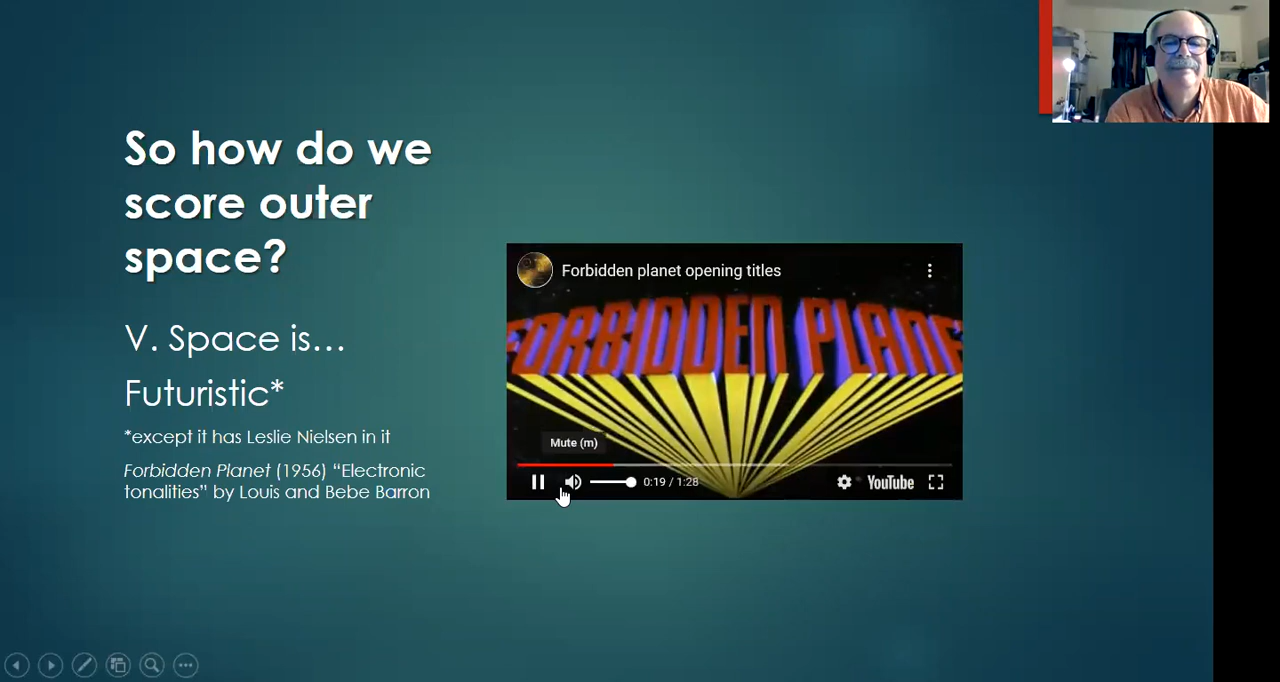 So how do we
score outer
space?
V. Space is…
Futuristic*
*except it has Leslie Nielsen in it
Forbidden Planet (1956) “Electronic
tonalities” by Louis and Bebe Barron
Forbidden planet opening titles
FORBIDDEN PLANE
Mute (m)
0:19 / 1:28
YouTube